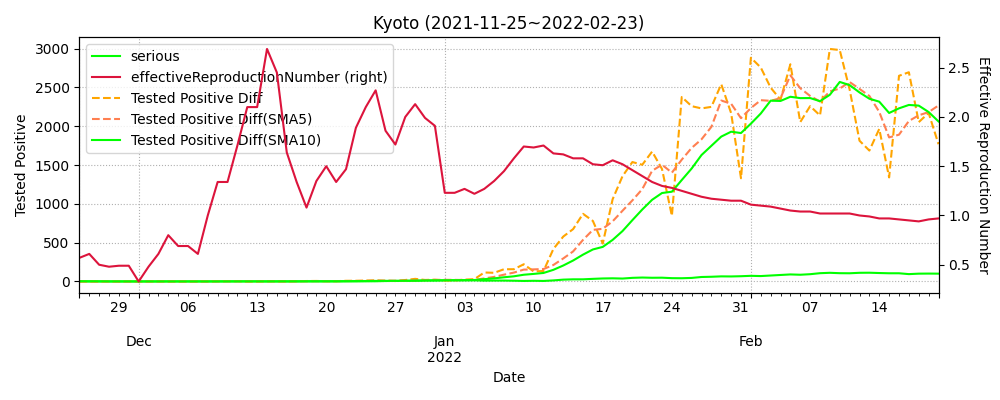 Kyoto (2021-11-25~2022-02-23)
serious
effectiveReproductionNumber (right)
Tested Positive Diff
Tested Positive Diff(SMA5)
Tested Positive Diff(SMA10)
Tested Positive
3000
2500
2000
1500
1000
500
0
2.5
2.0
1.5
1.0
0.5
Effective Reproduction Number
29 06 13 20 27 03 10 17 24 31 07 14
Dec Jan Feb
2022
Date